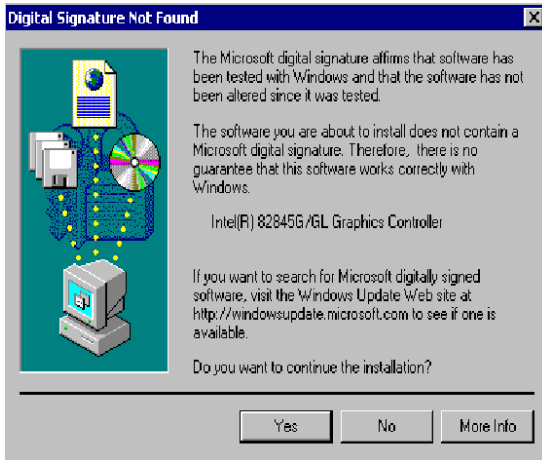 Digital Signature Not Found
The Microsoft digital signature affirms that software has
been tested with Windows and that the software has not
been altered since it was tested.
The software you are about to install does not contain a
Microsoft digital signature. Therefore, there is no
guarantee that this software works correctly with
Windows.
Intel(R) 82845G/GL Graphics Controller
If you want to search for Microsoft digitally signed
software, visit the Windows Update Web site at
http://windowsupdate.microsoft.com to see if one is
available.
Do you want to continue the installation?
Yes No More Info